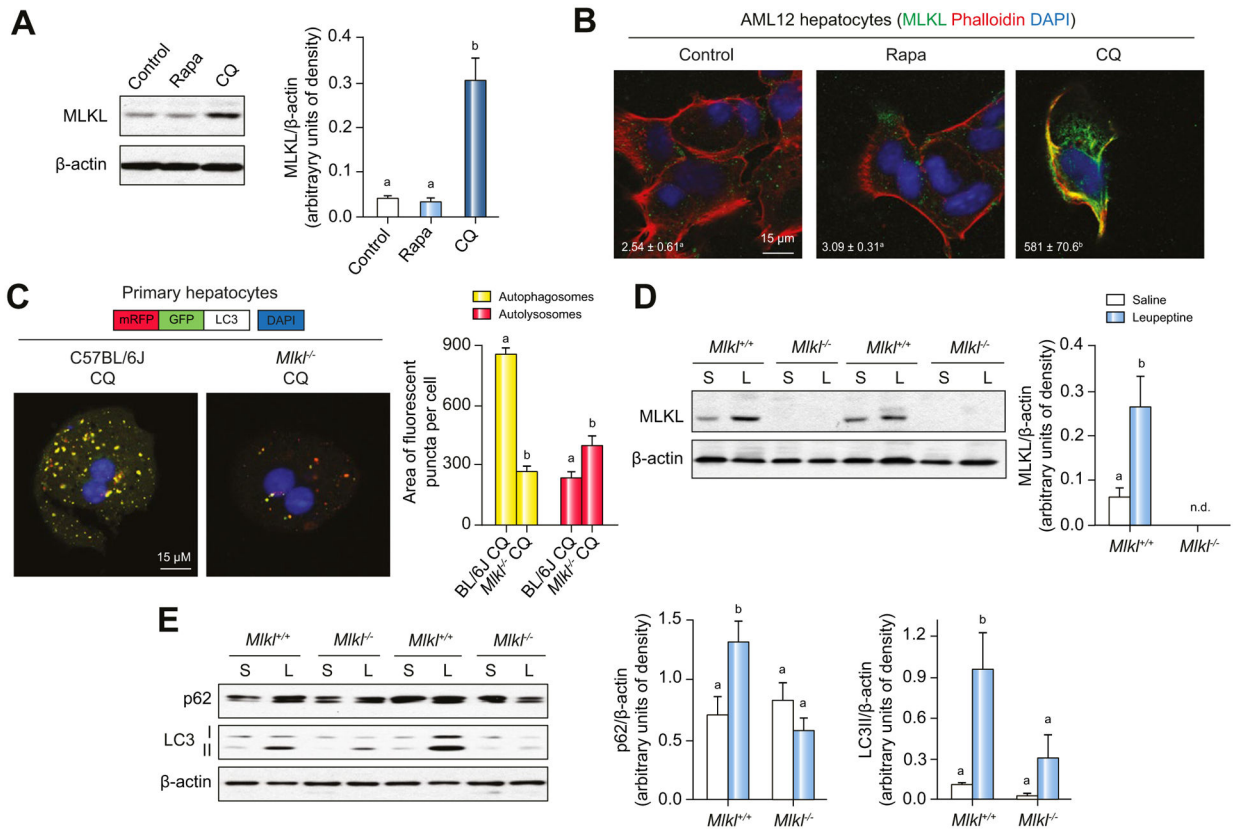 A
Control
Rapa
CQ
MLKL
β-actin
MLKL/β-actin
(arbitrayry units of density)
0.4
0.3
0.2
0.1
0.0
a
a
b
Control
Rapa
CQ
B
AML12 hepatocytes (MLKL Phalloidin DAPI)
Control
Rapa
CQ
2.54 ± 0.61ᵃ
15 µm
3.09 ± 0.31ᵃ
581 ± 70.6ᵇ
C
Primary hepatocytes
mRFP GFP LC3 DAPI
C57BL/6J
CQ
Mlkl-/-
CQ
15 µM
Autophagosomes
Autolysosomes
Area of fluorescent
puncta per cell
900
600
300
0
a
b
a
b
BL/6J CQ
Mlkl-/- CQ
BL/6J CQ
Mlkl-/- CQ
D
Mlkl+/+ Mlkl-/- Mlkl+/+ Mlkl-/-
S L S L S L S L
MLKL
β-actin
Saline
Leupeptine
MLKL/β-actin
(arbitrary units of density)
0.4
0.3
0.2
0.1
0.0
a
b
n.d.
Mlkl+/+ Mlkl-/-
E
Mlkl+/+ Mlkl-/- Mlkl+/+ Mlkl-/-
S L S L S L S L
p62
LC3 I
II
β-actin
p62/β-actin
(arbitrary units of density)
1.5
1.0
0.5
0.0
a
b
a
a
Mlkl+/+ Mlkl-/-
LC3II/β-actin
(arbitrary units of density)
1.2
0.9
0.6
0.3
0.0
a
b
a
a
Mlkl+/+ Mlkl-/-